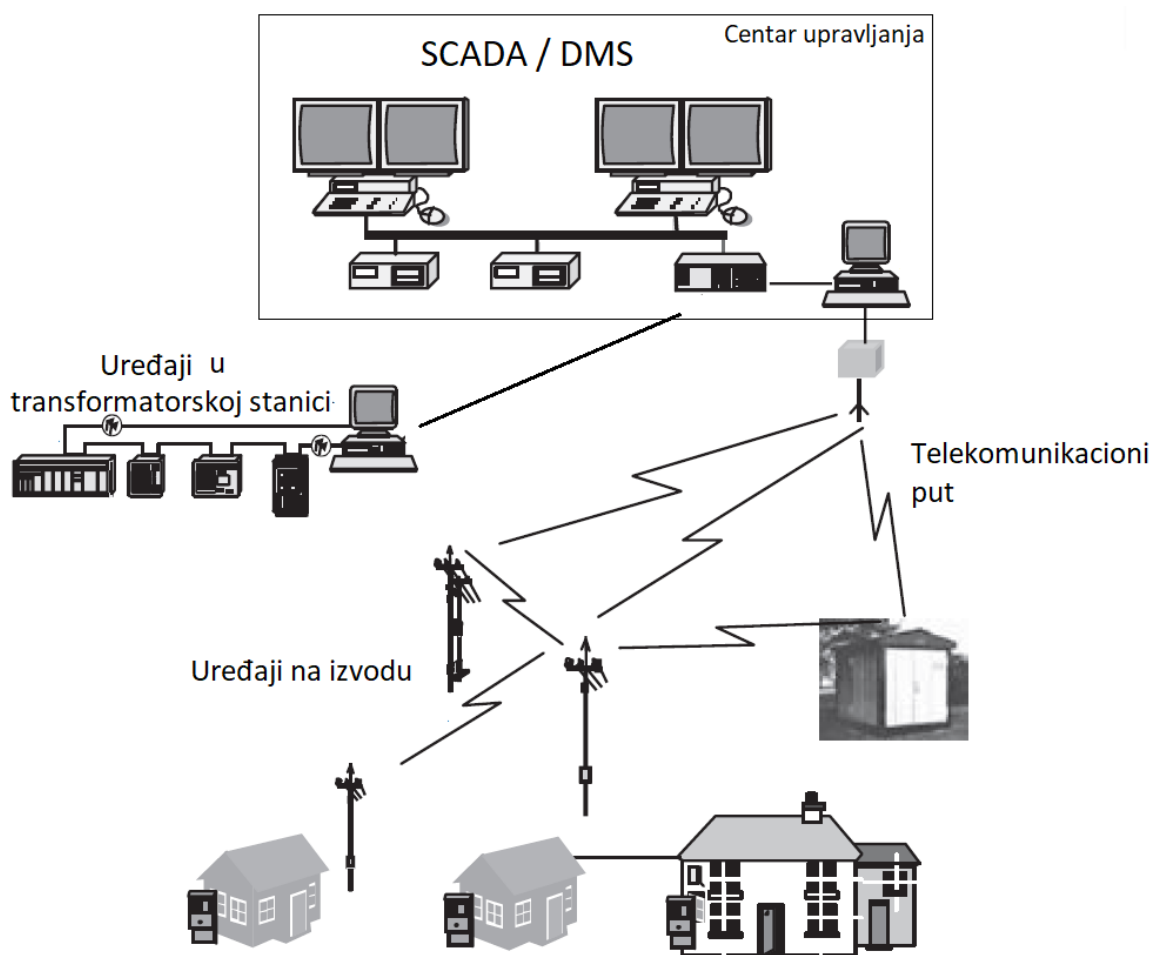 Centar upravljanja
SCADA / DMS
Uređaji u
transformatorskoj stanici
Telekomunikacioni
put
Uređaji na izvodu